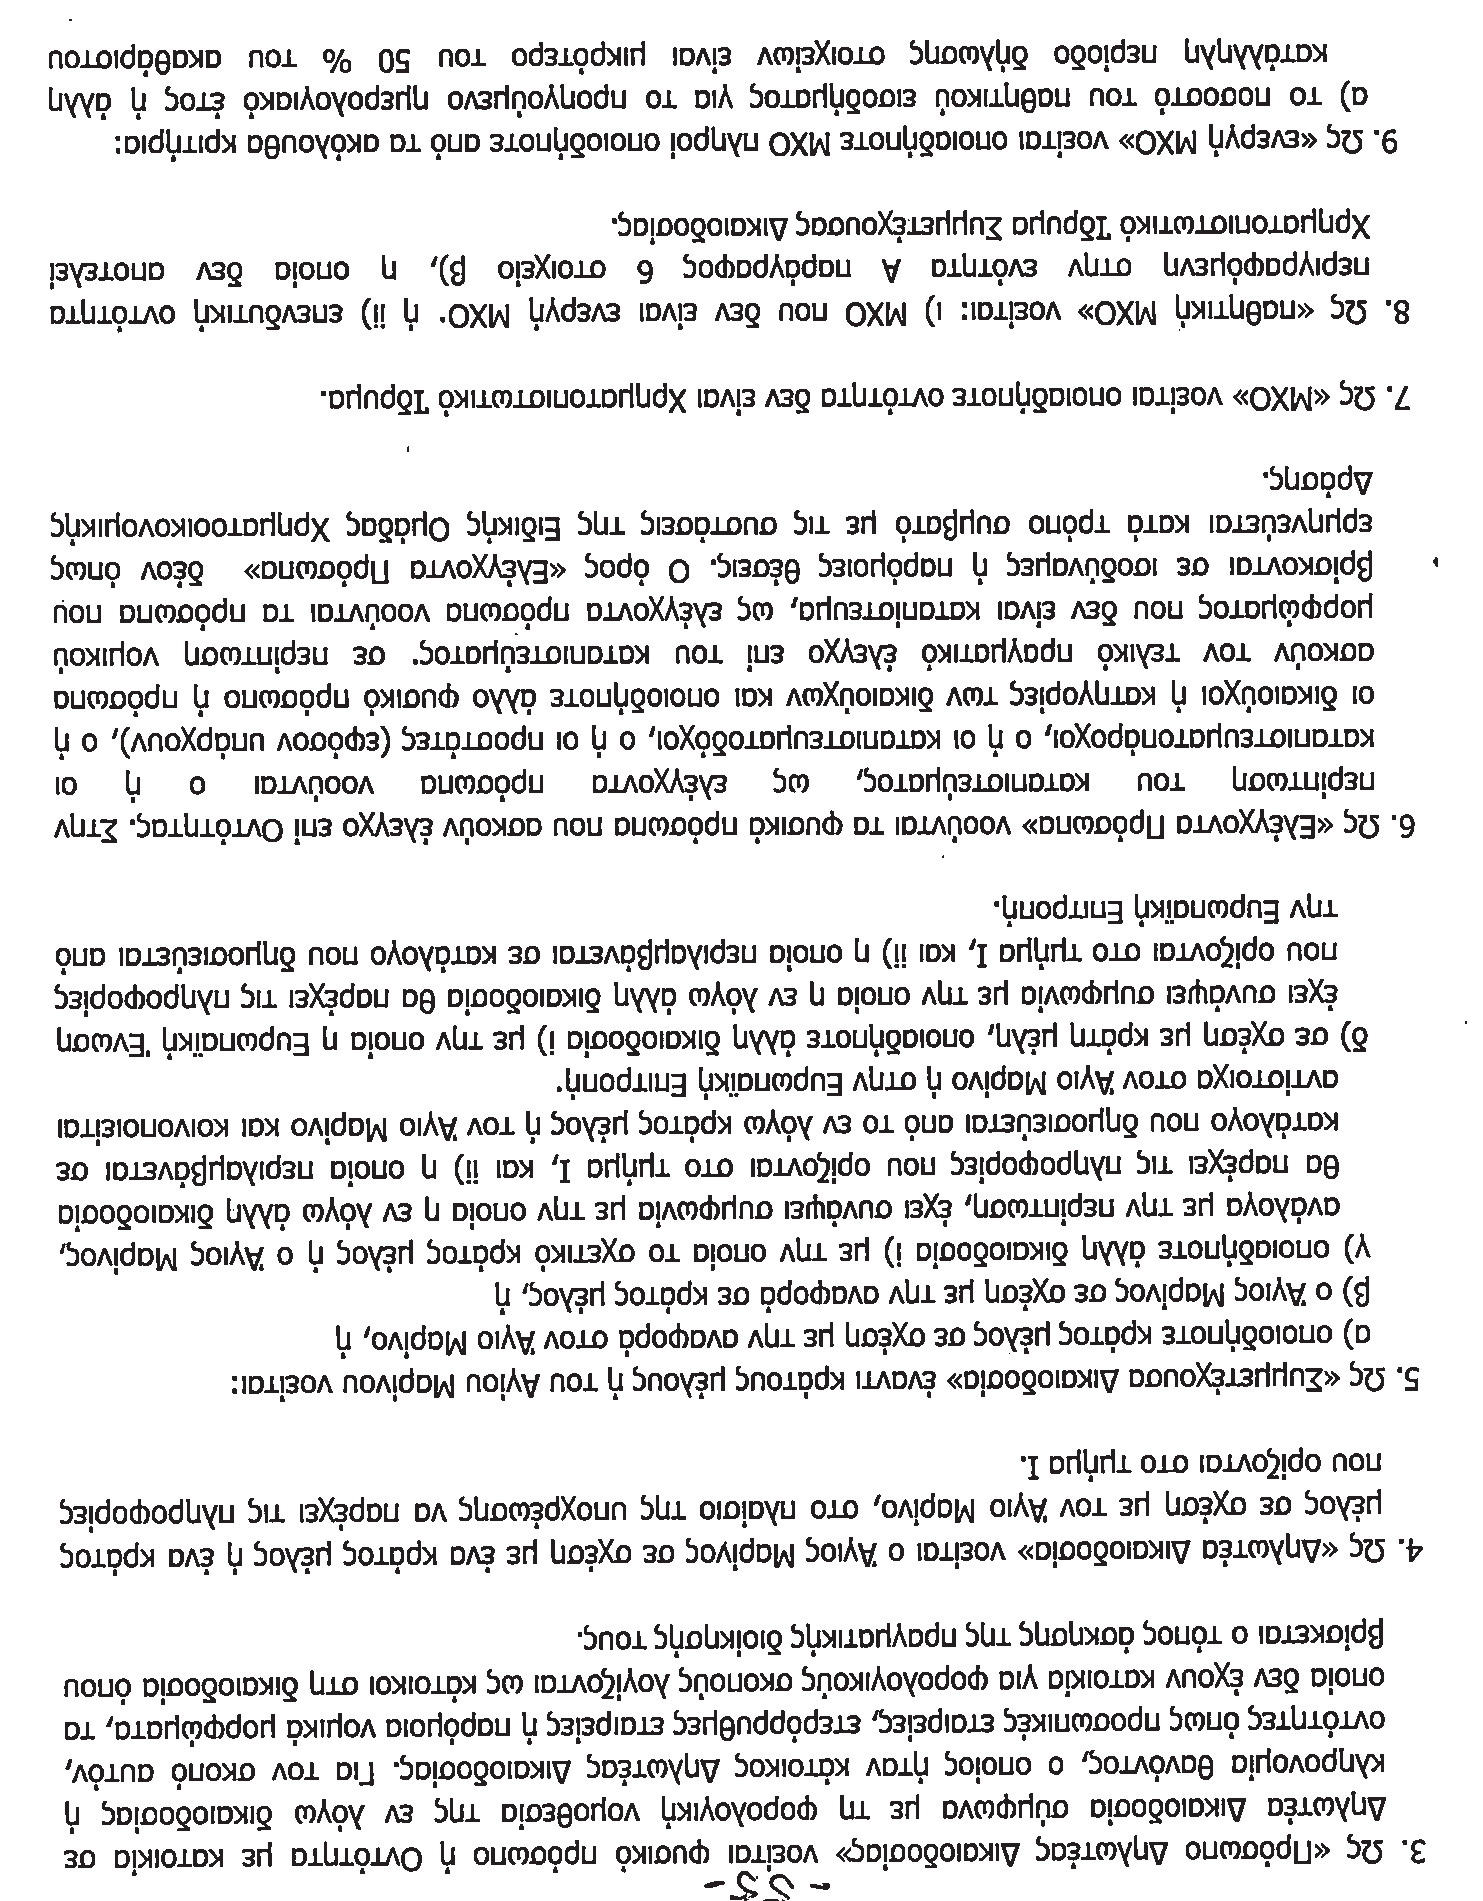 - 55 -
3. Ως «Πρόσωπο Δηλωτέας Δικαιοδοσίας» νοείται φυσικό πρόσωπο ή Οντότητα με κατοικία σε
Δηλωτέα Δικαιοδοσία σύμφωνα με τη φορολογική νομοθεσία της εν λόγω δικαιοδοσίας ή
κληρονομία θανόντος, ο οποίος ήταν κάτοικος Δηλωτέας Δικαιοδοσίας. Για τον σκοπό αυτόν,
οντότητες όπως προσωπικές εταιρείες, ετερόρρυθμες εταιρείες ή παρόμοια νομικά μορφώματα, τα
οποία δεν έχουν κατοικία για φορολογικούς σκοπούς λογίζονται ως κάτοικοι στη δικαιοδοσία όπου
βρίσκεται ο τόπος άσκησης της πραγματικής διοίκησής τους.
4. Ως «Δηλωτέα Δικαιοδοσία» νοείται ο Άγιος Μαρίνος σε σχέση με ένα κράτος μέλος ή ένα κράτος
μέλος σε σχέση με τον Άγιο Μαρίνο, στο πλαίσιο της υποχρέωσης να παρέχει τις πληροφορίες
που ορίζονται στο τμήμα I.
5. Ως «Συμμετέχουσα Δικαιοδοσία» έναντι κράτους μέλους ή του Αγίου Μαρίνου νοείται:
α) οποιοδήποτε κράτος μέλος σε σχέση με την αναφορά στον Άγιο Μαρίνο, ή
β) ο Άγιος Μαρίνος σε σχέση με την αναφορά σε κράτος μέλος, ή
γ) οποιαδήποτε άλλη δικαιοδοσία i) με την οποία το σχετικό κράτος μέλος ή ο Άγιος Μαρίνος,
ανάλογα με την περίπτωση, έχει συνάψει συμφωνία με την οποία η εν λόγω άλλη δικαιοδοσία
θα παρέχει τις πληροφορίες που ορίζονται στο τμήμα I, και ii) η οποία περιλαμβάνεται σε
κατάλογο που δημοσιεύεται από το εν λόγω κράτος μέλος ή τον Άγιο Μαρίνο και κοινοποιείται
αντίστοιχα στον Άγιο Μαρίνο ή στην Ευρωπαϊκή Επιτροπή.
δ) σε σχέση με κράτη μέλη, οποιαδήποτε άλλη δικαιοδοσία i) με την οποία η Ευρωπαϊκή Ένωση
έχει συνάψει συμφωνία με την οποία η εν λόγω άλλη δικαιοδοσία θα παρέχει τις πληροφορίες
που ορίζονται στο τμήμα I, και ii) η οποία περιλαμβάνεται σε κατάλογο που δημοσιεύεται από
την Ευρωπαϊκή Επιτροπή.
6. Ως «Ελέγχοντα Πρόσωπα» νοούνται τα φυσικά πρόσωπα που ασκούν έλεγχο επί Οντότητας. Στην
περίπτωση του καταπιστεύματος, ως ελέγχοντα πρόσωπα νοούνται ο ή οι
καταπιστευματοπάροχοι, ο ή οι καταπιστευματοδόχοι, ο ή οι προστάτες (εφόσον υπάρχουν), ο ή
οι δικαιούχοι ή κατηγορίες των δικαιούχων και οποιοδήποτε άλλο φυσικό πρόσωπο ή πρόσωπα
ασκούν τον τελικό πραγματικό έλεγχο επί του καταπιστεύματος. σε περίπτωση νομικού
μορφώματος που δεν είναι καταπίστευμα, ως ελέγχοντα πρόσωπα νοούνται τα πρόσωπα που
βρίσκονται σε ισοδύναμες ή παρόμοιες θέσεις. Ο όρος «Ελέγχοντα Πρόσωπα» δέον όπως
ερμηνεύεται κατά τρόπο συμβατό με τις συστάσεις της Ειδικής Ομάδας Χρηματοοικονομικής
Δράσης.
7. Ως «ΜΧΟ» νοείται οποιαδήποτε οντότητα δεν είναι Χρηματοπιστωτικό Ίδρυμα.
8. Ως «παθητική ΜΧΟ» νοείται: ι) ΜΧΟ που δεν είναι ενεργή ΜΧΟ· ή ii) επενδυτική οντότητα
περιγραφόμενη στην ενότητα Α παράγραφος 6 στοιχείο β), η οποία δεν αποτελεί
Χρηματοπιστωτικό Ίδρυμα Συμμετέχουσας Δικαιοδοσίας.
9. Ως «ενεργή ΜΧΟ» νοείται οποιαδήποτε ΜΧΟ πληροί οποιοδήποτε από τα ακόλουθα κριτήρια:
α) το ποσοστό του παθητικού εισοδήματος για το προηγούμενο ημερολογιακό έτος ή άλλη
κατάλληλη περίοδο δήλωσης στοιχείων είναι μικρότερο του 50 % του ακαθάριστου